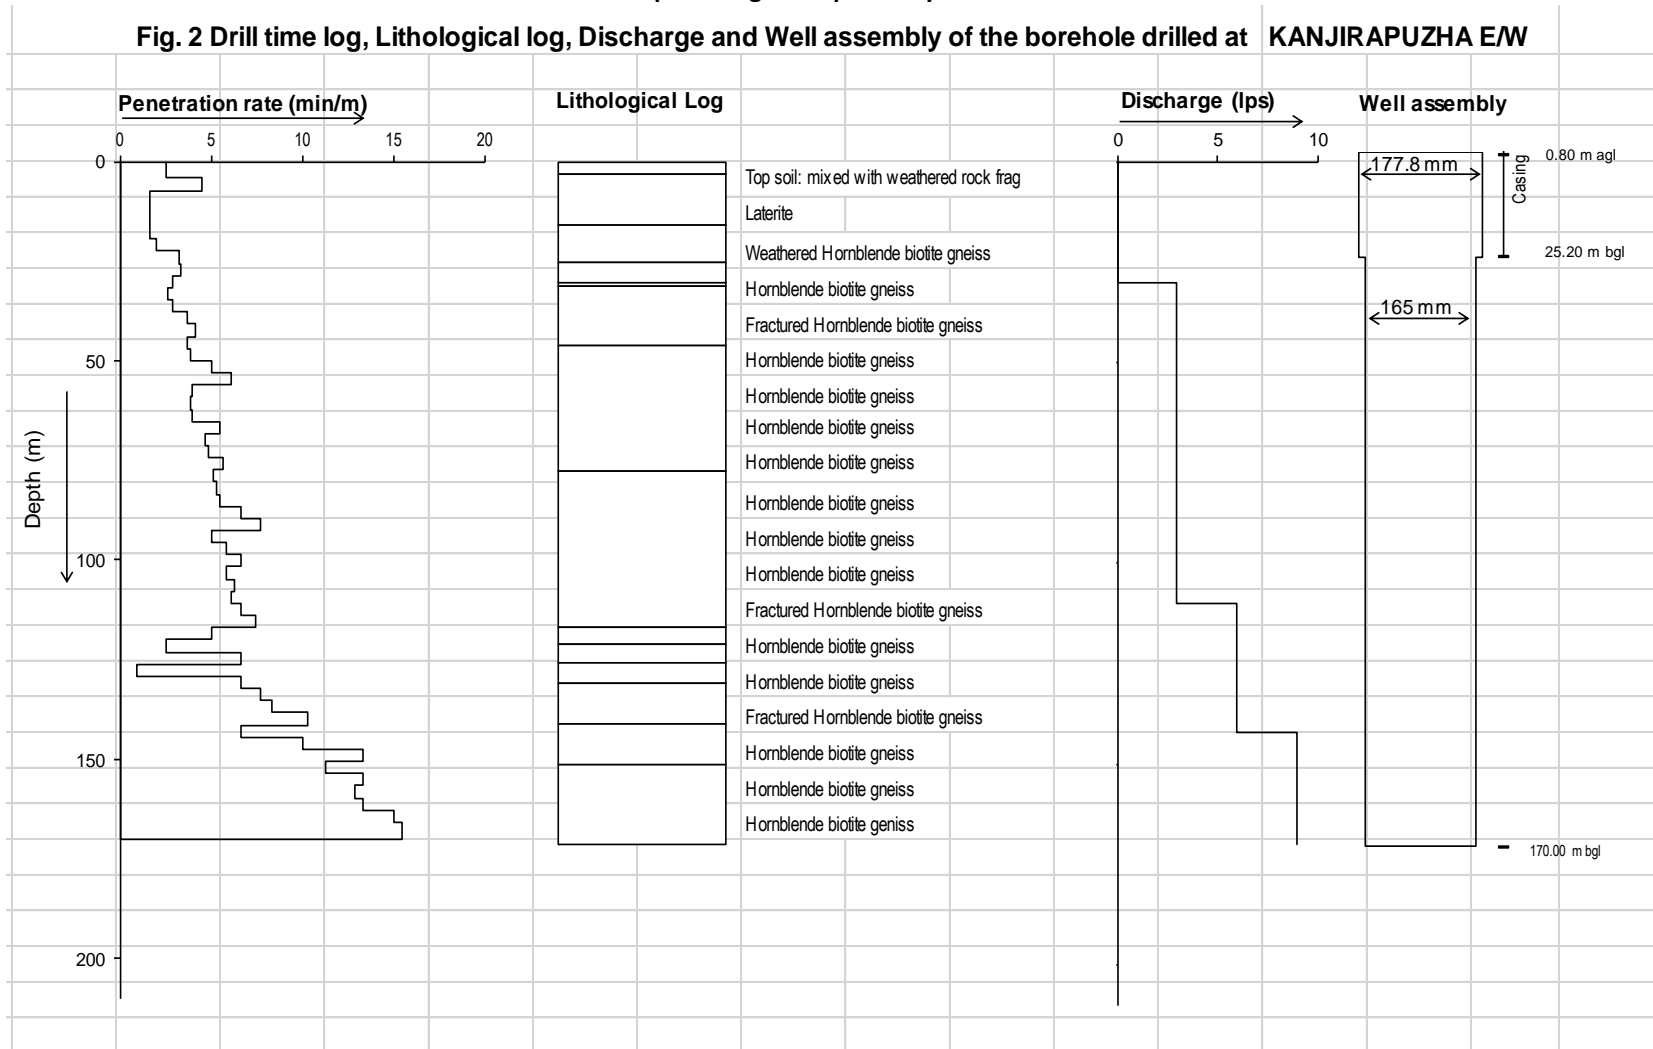 Fig. 2 Drill time log, Lithological log, Discharge and Well assembly of the borehole drilled at KANJIRAPUZHA E/W
Penetration rate (min/m)
Lithological Log
Discharge (lps)
Well assembly
0 5 10 15 20
0 5 10
0
50
100
150
200
Depth (m)
Top soil: mixed with weathered rock frag
Laterite
Weathered Hornblende biotite gneiss
Hornblende biotite gneiss
Fractured Hornblende biotite gneiss
Hornblende biotite gneiss
Hornblende biotite gneiss
Hornblende biotite gneiss
Hornblende biotite gneiss
Hornblende biotite gneiss
Hornblende biotite gneiss
Hornblende biotite gneiss
Fractured Hornblende biotite gneiss
Hornblende biotite gneiss
Hornblende biotite gneiss
Fractured Hornblende biotite gneiss
Hornblende biotite gneiss
Hornblende biotite gneiss
Hornblende biotite geniss
177.8 mm
165 mm
Casing
0.80 m agl
25.20 m bgl
170.00 m bgl